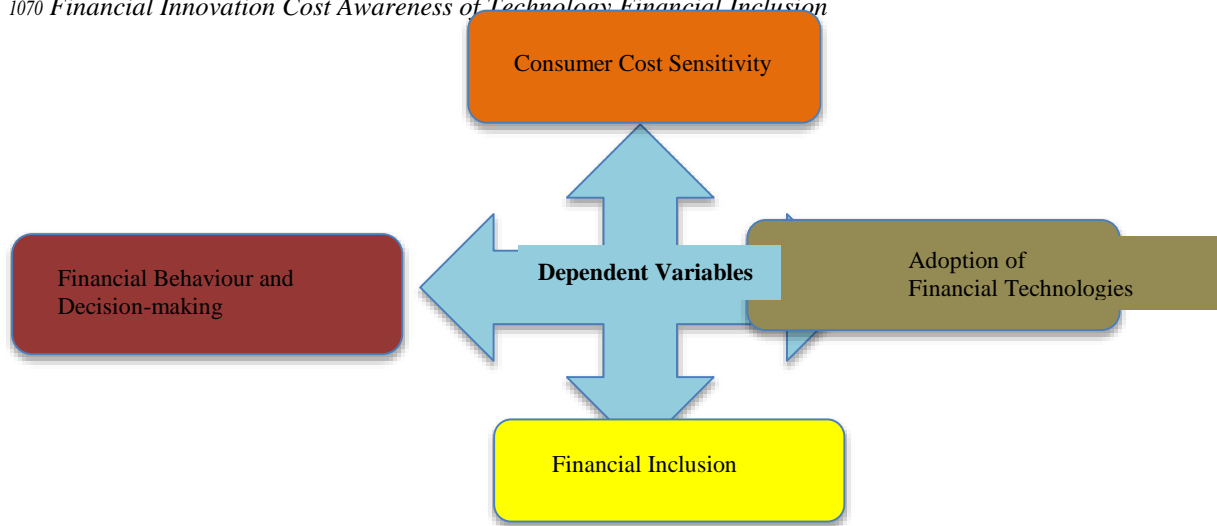 1070 Financial Innovation Cost Awareness of Technology Financial Inclusion
Consumer Cost Sensitivity
Financial Behaviour and
Decision-making
Dependent Variables
Adoption of
Financial Technologies
Financial Inclusion